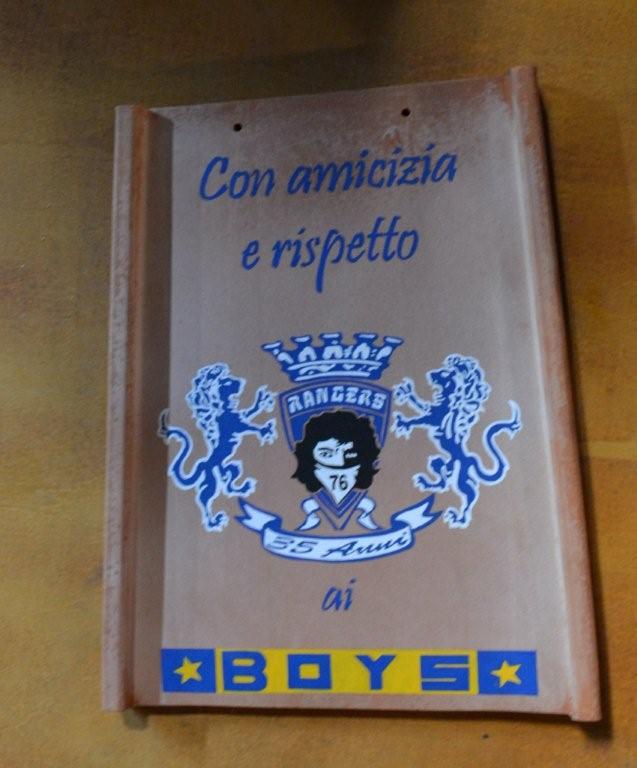 Con amicizia
e rispetto
RANGERS
76
35 Anni
ai
BOYS